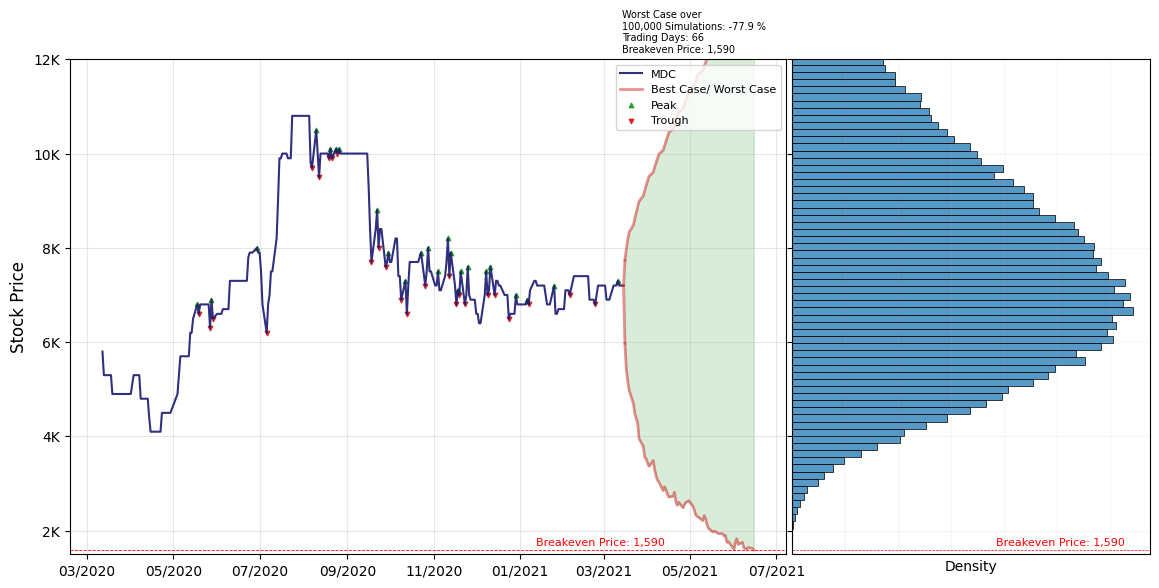 Worst Case over
100,000 Simulations: -77.9 %
Trading Days: 66
Breakeven Price: 1,590
MDC
Best Case/ Worst Case
Peak
Trough
Stock Price
12K
10K
8K
6K
4K
2K
Breakeven Price: 1,590
Breakeven Price: 1,590
03/2020 05/2020 07/2020 09/2020 11/2020 01/2021 03/2021 05/2021 07/2021
Density